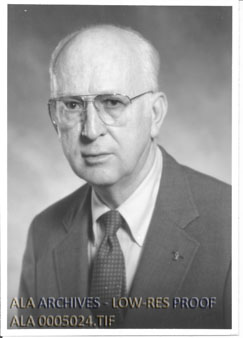 ALA ARCHIVES - LOW-RES PROOF
ALA 0005024.TIF